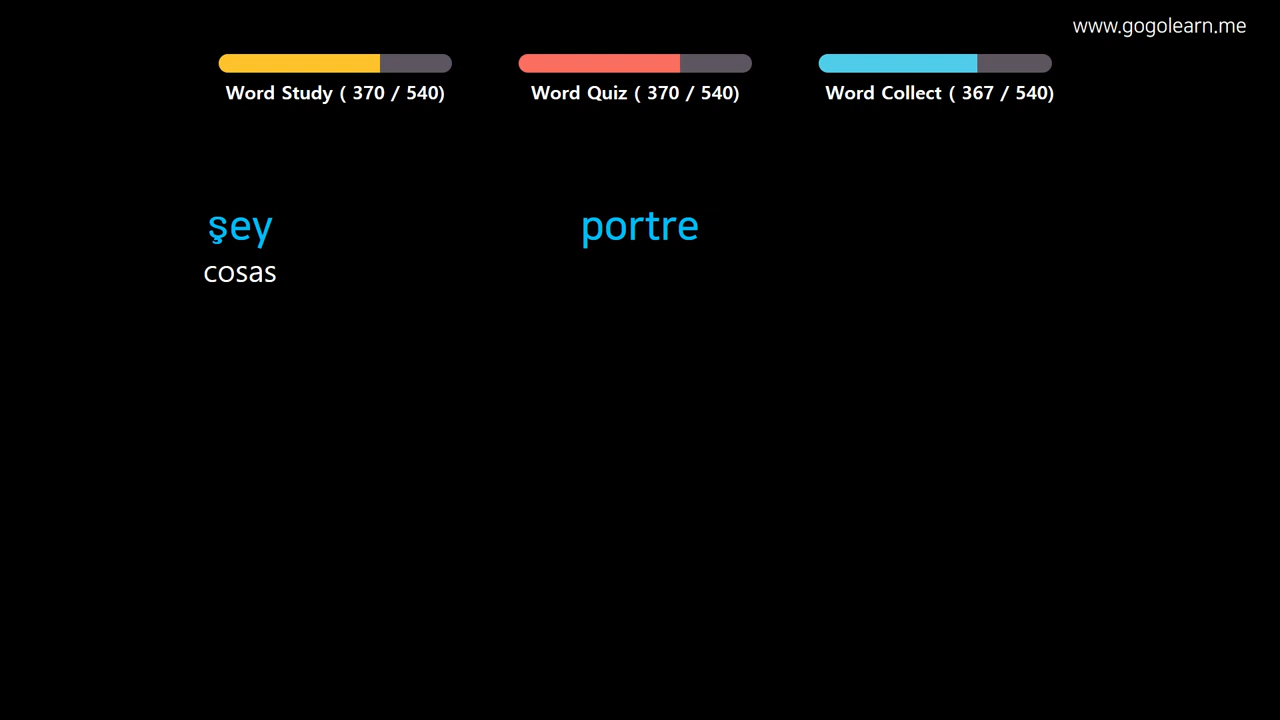 www.gogolearn.me
Word Study ( 370 / 540)
Word Quiz ( 370 / 540)
Word Collect ( 367 / 540)
şey
cosas
portre